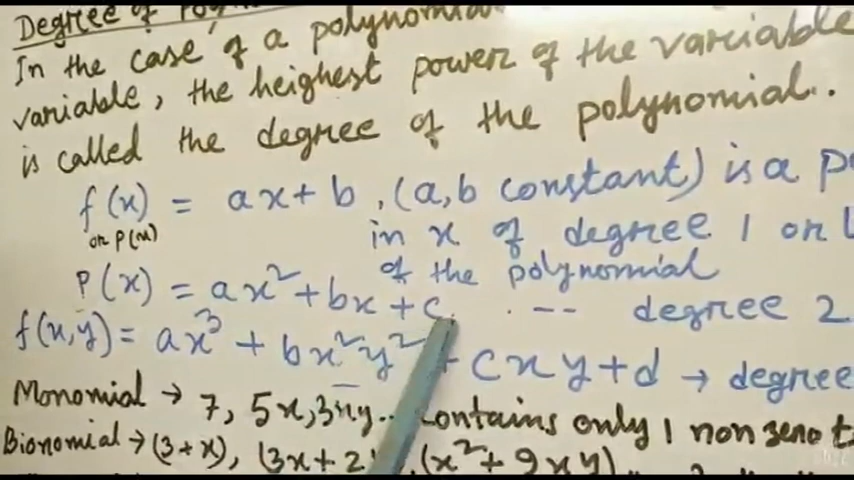 Degree of
In the case of a polynomial
variable, the heighest power of the variable
is called the degree of the polynomial.
f(x) = ax + b, (a, b constant) is a
or P(x)
in x of degree 1 or
of the polynomial
P(x) = ax² + bx + c. . -- degree 2
f(x,y) = ax³ + bx²y² + cxy + d → degree
Monomial → 7, 5x, 3xy.. contains only 1 non zero
Bionomial → (3 + x), (3x + 2 (x² + 9xy)